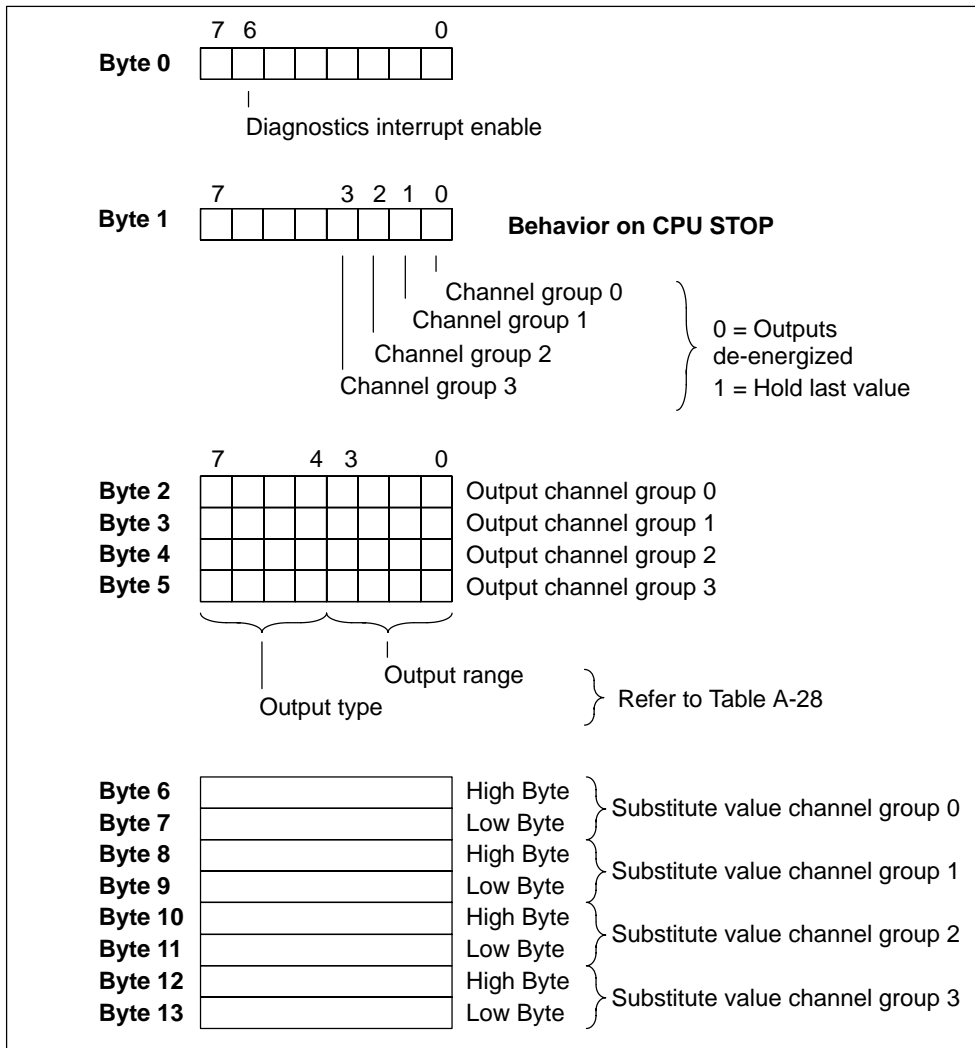 7 6 0
Byte 0
Diagnostics interrupt enable
7 3 2 1 0
Byte 1 Behavior on CPU STOP
Channel group 0
Channel group 1
Channel group 2
Channel group 3
0 = Outputs
de-energized
1 = Hold last value
7 4 3 0
Byte 2 Output channel group 0
Byte 3 Output channel group 1
Byte 4 Output channel group 2
Byte 5 Output channel group 3
Output range
Output type
Refer to Table A-28
Byte 6 High Byte
Byte 7 Low Byte
Substitute value channel group 0
Byte 8 High Byte
Byte 9 Low Byte
Substitute value channel group 1
Byte 10 High Byte
Byte 11 Low Byte
Substitute value channel group 2
Byte 12 High Byte
Byte 13 Low Byte
Substitute value channel group 3